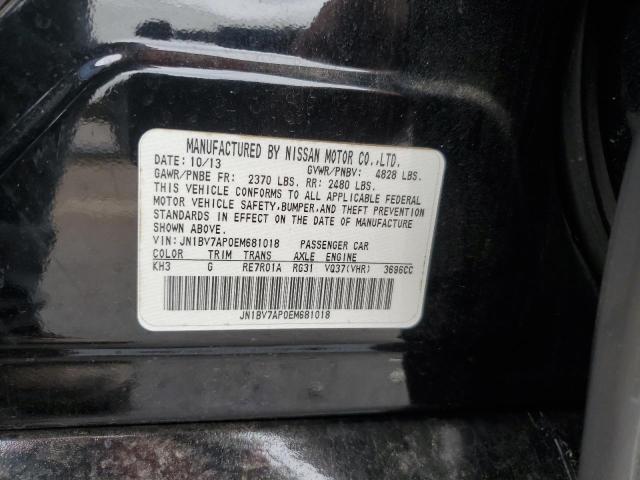 MANUFACTURED BY NISSAN MOTOR CO.,LTD.
DATE: 10/13 GVWR/PNBV: 4828 LBS.
GAWR/PNBE FR: 2370 LBS. RR: 2480 LBS.
THIS VEHICLE CONFORMS TO ALL APPLICABLE FEDERAL
MOTOR VEHICLE SAFETY,BUMPER,AND THEFT PREVENTION
STANDARDS IN EFFECT ON THE DATE OF MANUFACTURE
SHOWN ABOVE.
VIN: JN1BV7AP0EM681018 PASSENGER CAR
COLOR TRIM TRANS AXLE ENGINE
KH3 G RE7R01A RG31 VQ37(VHR) 3696CC
JN1BV7AP0EM681018